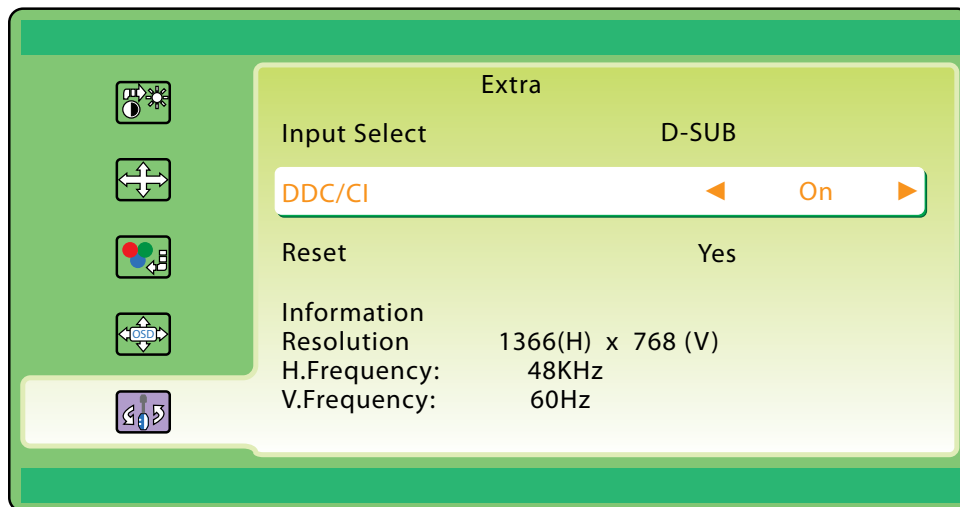 Extra
Input Select D-SUB
DDC/CI ◀ On ▶
Reset Yes
Information
Resolution 1366(H) x 768 (V)
H.Frequency: 48KHz
V.Frequency: 60Hz
OSD